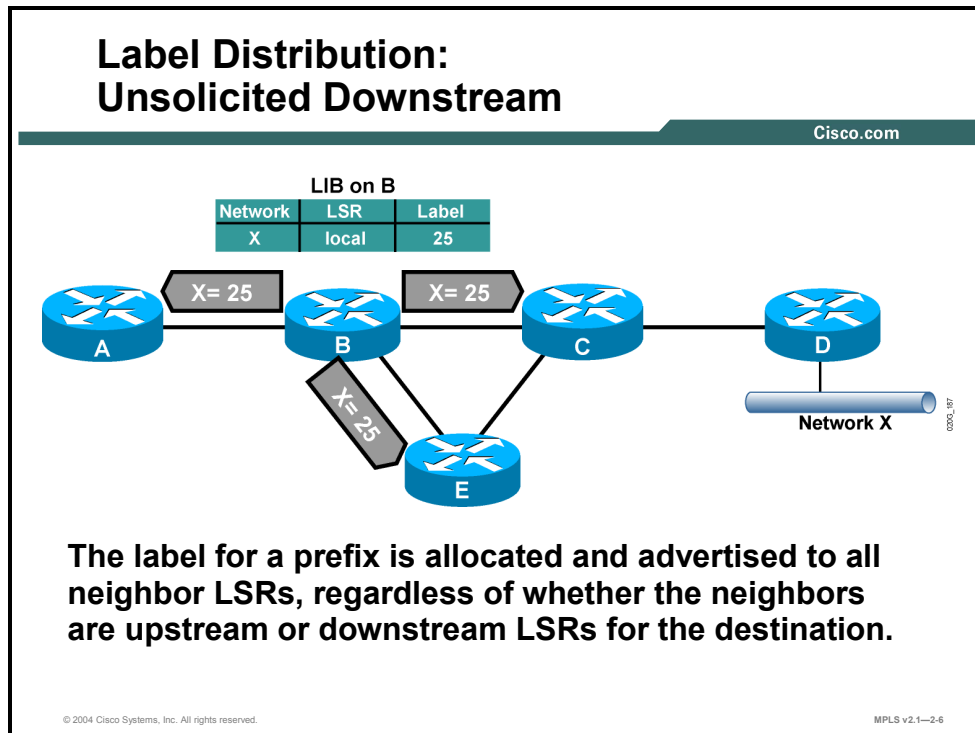 Label Distribution:
Unsolicited Downstream
Cisco.com
LIB on B
Network LSR Label
X local 25
X= 25
X= 25
A
B
C
D
X= 25
Network X
020G_187
E
The label for a prefix is allocated and advertised to all
neighbor LSRs, regardless of whether the neighbors
are upstream or downstream LSRs for the destination.
© 2004 Cisco Systems, Inc. All rights reserved.
MPLS v2.1—2-6